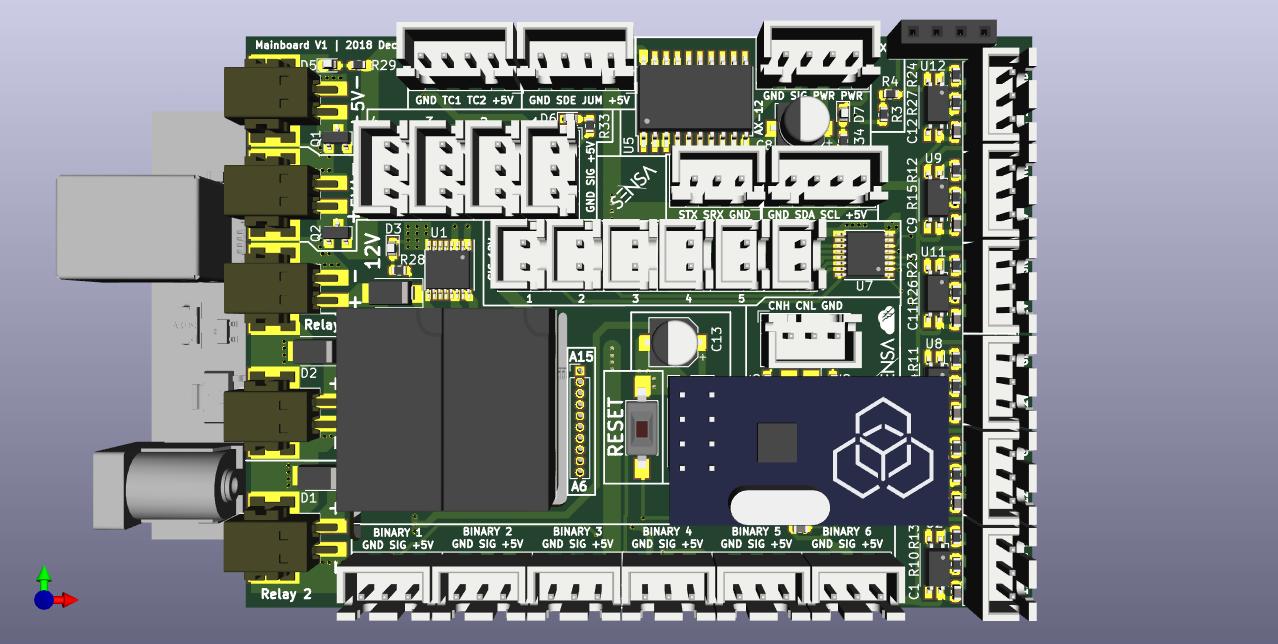 Mainboard V1 | 2018 Dec
D5
R29
5V
GND TC1 TC2 +5V
GND SDE JUM +5V
GND SIG PWR PWR
U12
R24
R4
R27
R3
C12
D7
AX-12
U5
D6
R33
Q1
GND SIG +5V
SENSA
U9
R12
R15
C9
STX SRX GND
GND SDA SCL +5V
Q2
12V
D3
U1
R28
U7
U11
R23
R26
C11
1 2 3 4 5
CNH CNL GND
C13
U8
R11
Relay
A15
D2
RESET
A6
D1
BINARY 1
GND SIG +5V
BINARY 2
GND SIG +5V
BINARY 3
GND SIG +5V
BINARY 4
GND SIG +5V
BINARY 5
GND SIG +5V
BINARY 6
GND SIG +5V
R13
R10
C1
Relay 2